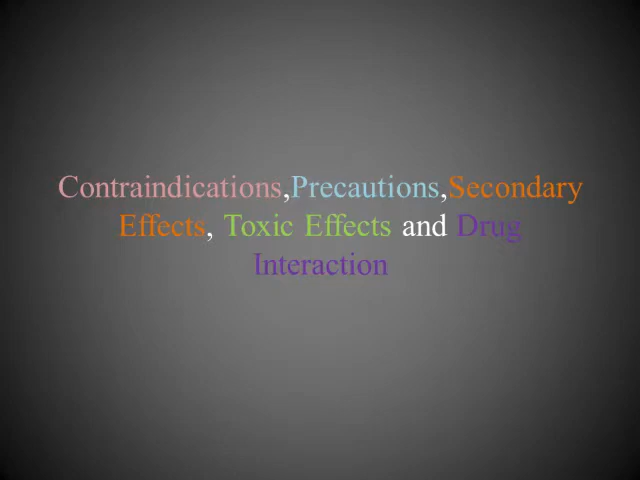 Contraindications,Precautions,Secondary
Effects, Toxic Effects and Drug
Interaction